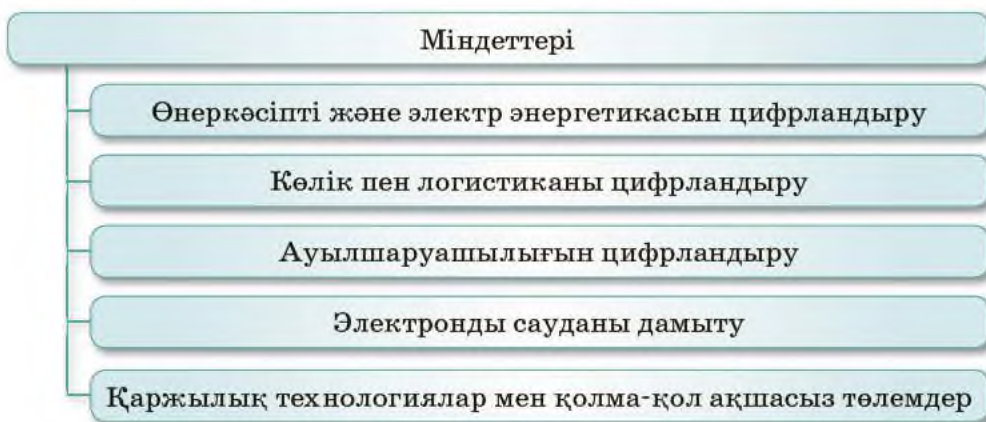 Міндеттері
Өнеркәсіпті және электр энергетикасын цифрландыру
Көлік пен логистиканы цифрландыру
Ауылшаруашылығын цифрландыру
Электронды сауданы дамыту
Қаржылық технологиялар мен қолма-қол ақшасыз төлемдер